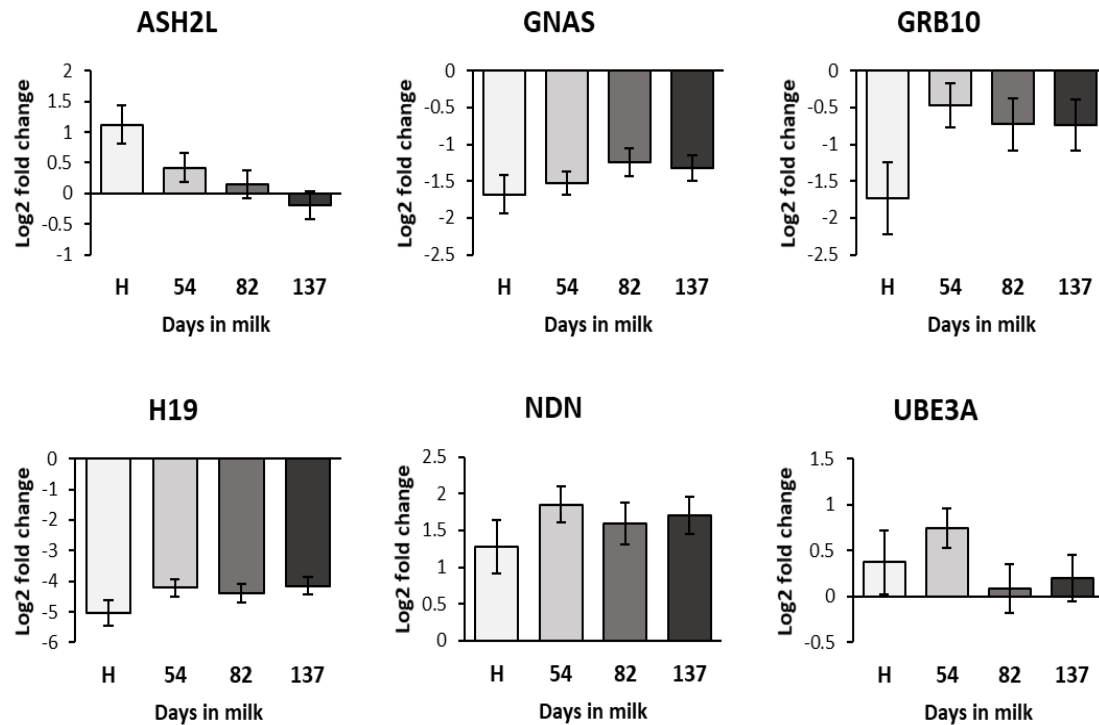 ASH2L
Log2 fold change
2
1.5
1
0.5
0
-0.5
-1
H 54 82 137
Days in milk
GNAS
Log2 fold change
0
-0.5
-1
-1.5
-2
-2.5
H 54 82 137
Days in milk
GRB10
Log2 fold change
0
-0.5
-1
-1.5
-2
-2.5
H 54 82 137
Days in milk
H19
Log2 fold change
0
-1
-2
-3
-4
-5
-6
H 54 82 137
Days in milk
NDN
Log2 fold change
2.5
2
1.5
1
0.5
0
H 54 82 137
Days in milk
UBE3A
Log2 fold change
1.5
1
0.5
0
-0.5
H 54 82 137
Days in milk